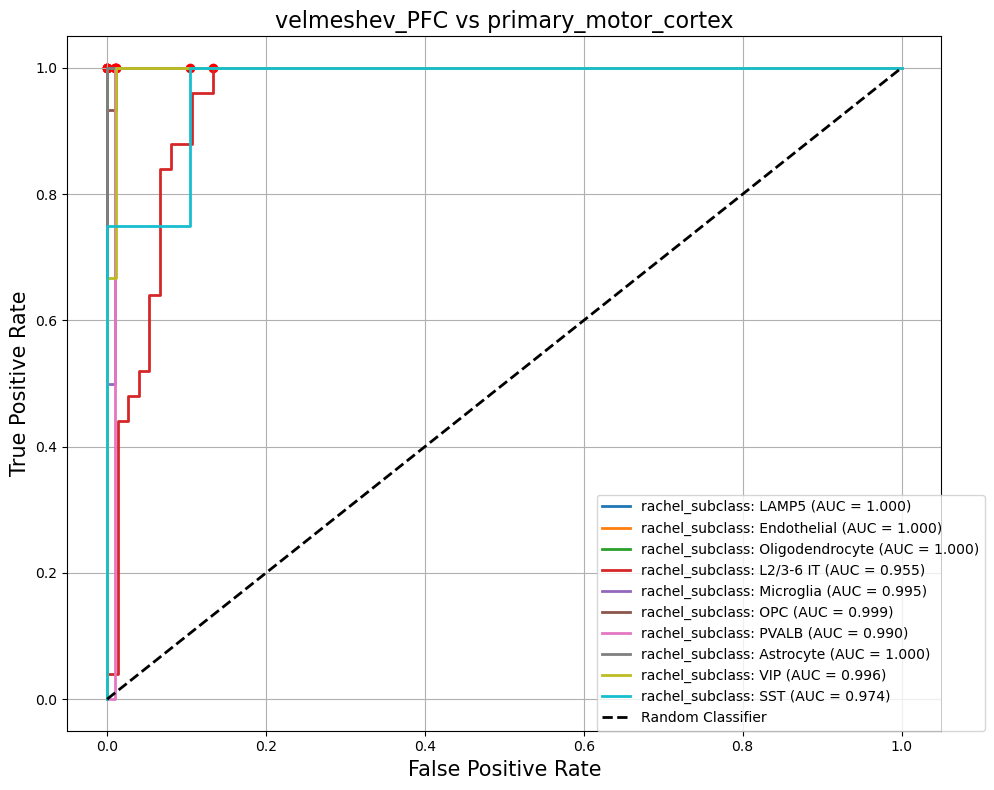 velmeshev_PFC vs primary_motor_cortex
True Positive Rate
1.0
0.8
0.6
0.4
0.2
0.0
0.0
0.2
0.4
0.6
0.8
1.0
False Positive Rate
rachel_subclass: LAMP5 (AUC = 1.000)
rachel_subclass: Endothelial (AUC = 1.000)
rachel_subclass: Oligodendrocyte (AUC = 1.000)
rachel_subclass: L2/3-6 IT (AUC = 0.955)
rachel_subclass: Microglia (AUC = 0.995)
rachel_subclass: OPC (AUC = 0.999)
rachel_subclass: PVALB (AUC = 0.990)
rachel_subclass: Astrocyte (AUC = 1.000)
rachel_subclass: VIP (AUC = 0.996)
rachel_subclass: SST (AUC = 0.974)
Random Classifier